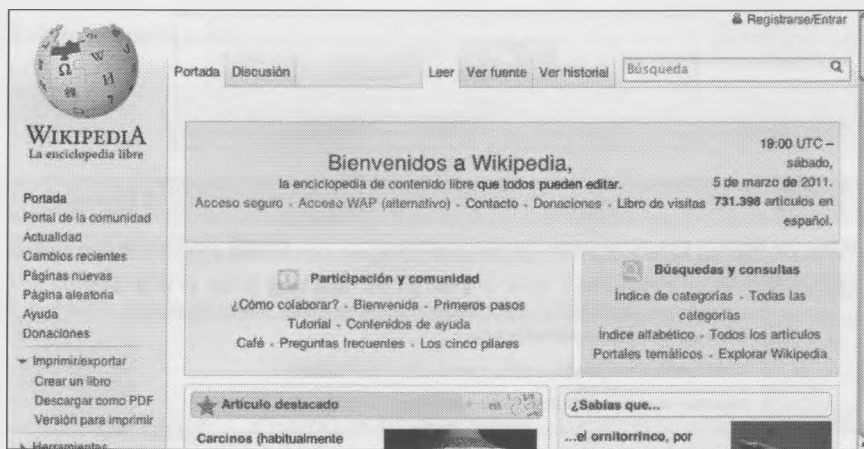 Registrarse/Entrar
Portada Discusión Leer Ver fuente Ver historial Búsqueda
WIKIPEDIA
La enciclopedia libre
Portada
Portal de la comunidad
Actualidad
Cambios recientes
Páginas nuevas
Página aleatoria
Ayuda
Donaciones
Imprimir/exportar
Crear un libro
Descargar como PDF
Versión para imprimir
Herramientas
Bienvenidos a Wikipedia,
la enciclopedia de contenido libre que todos pueden editar.
Acceso seguro - Acceso WAP (alternativo) - Contacto - Donaciones - Libro de visitas
19:00 UTC –
sábado,
5 de marzo de 2011.
731.398 artículos en
español.
Participación y comunidad
¿Cómo colaborar? - Bienvenida - Primeros pasos
Tutorial - Contenidos de ayuda
Café - Preguntas frecuentes - Los cinco pilares
Búsquedas y consultas
Índice de categorías - Todas las
categorías
Índice alfabético - Todos los artículos
Portales temáticos - Explorar Wikipedia
Artículo destacado
Carcinos (habitualmente
¿Sabías que...
...el ornitorrinco, por